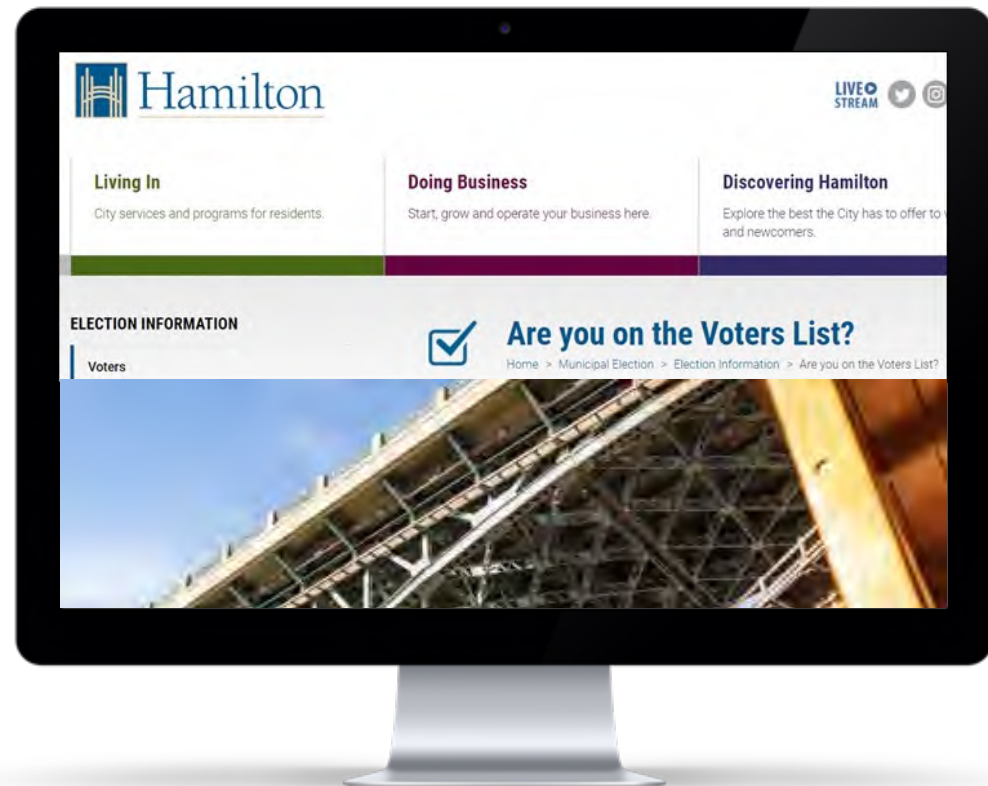 Hamilton
LIVE
STREAM
Living In
City services and programs for residents.
Doing Business
Start, grow and operate your business here.
Discovering Hamilton
Explore the best the City has to offer to
and newcomers.
ELECTION INFORMATION
Voters
Are you on the Voters List?
Home > Municipal Election > Election Information > Are you on the Voters List?